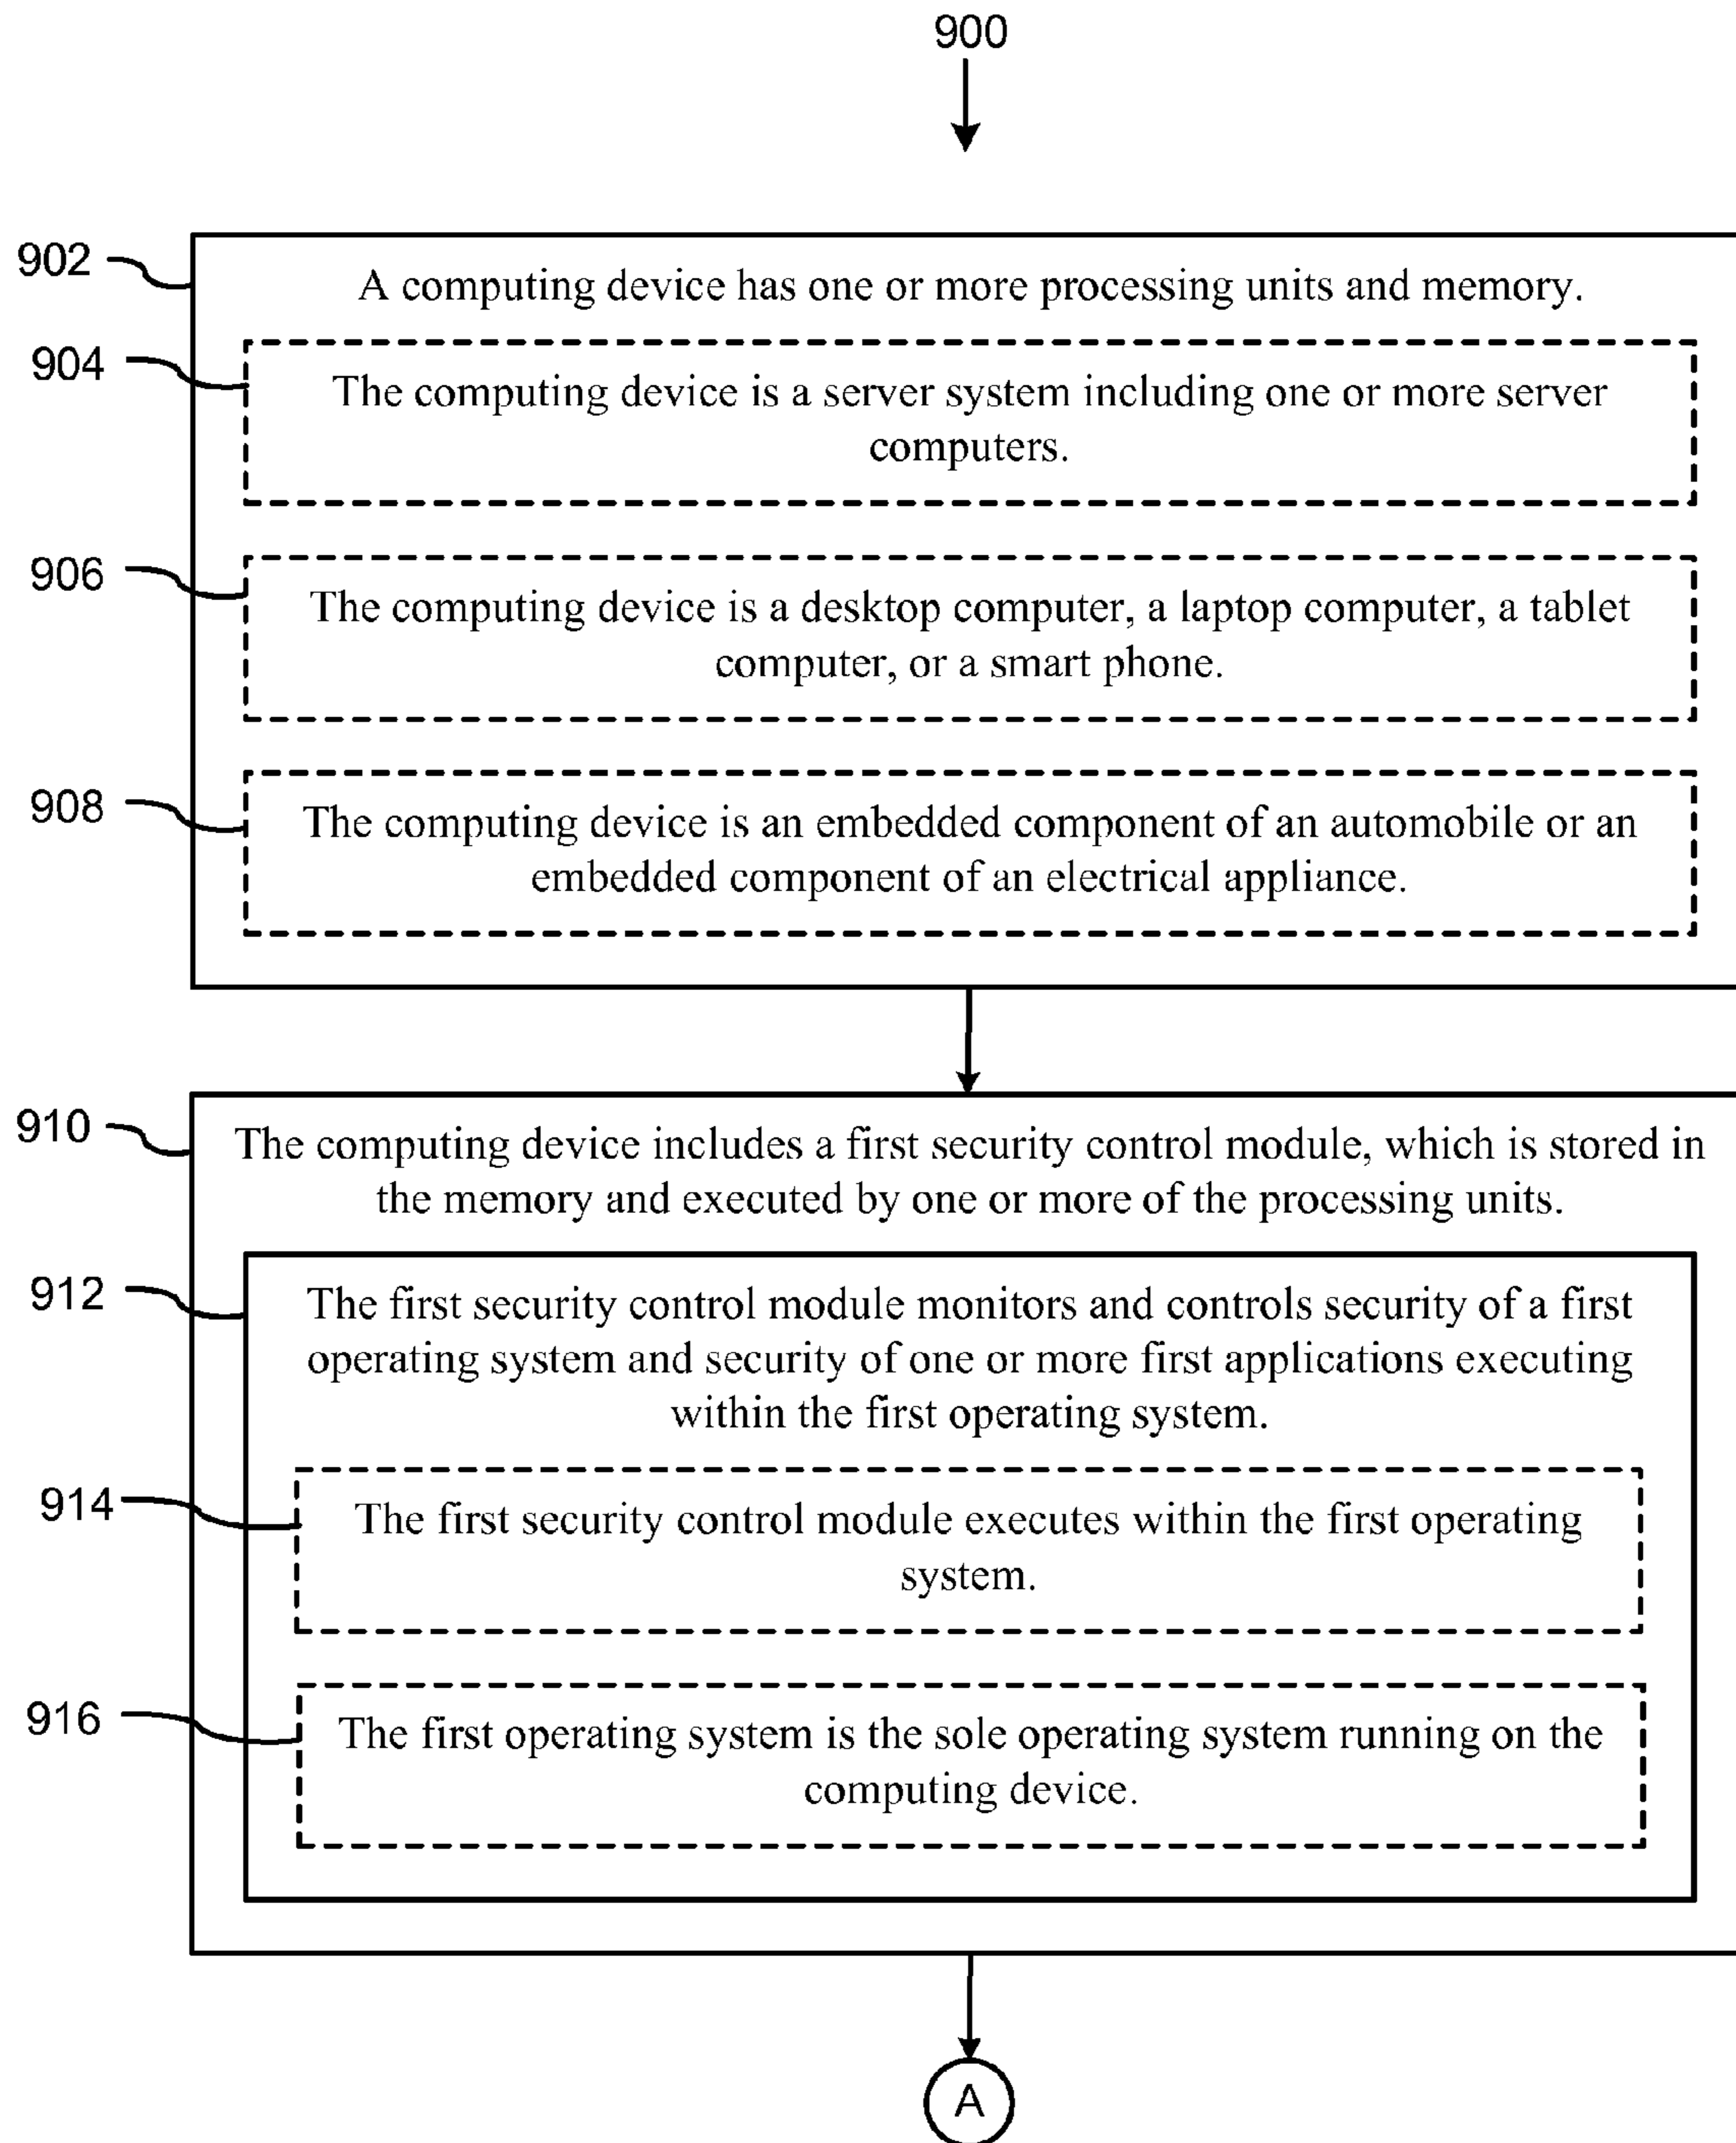 900
902
A computing device has one or more processing units and memory.
904
The computing device is a server system including one or more server
computers.
906
The computing device is a desktop computer, a laptop computer, a tablet
computer, or a smart phone.
908
The computing device is an embedded component of an automobile or an
embedded component of an electrical appliance.
910
The computing device includes a first security control module, which is stored in
the memory and executed by one or more of the processing units.
912
The first security control module monitors and controls security of a first
operating system and security of one or more first applications executing
within the first operating system.
914
The first security control module executes within the first operating
system.
916
The first operating system is the sole operating system running on the
computing device.
A